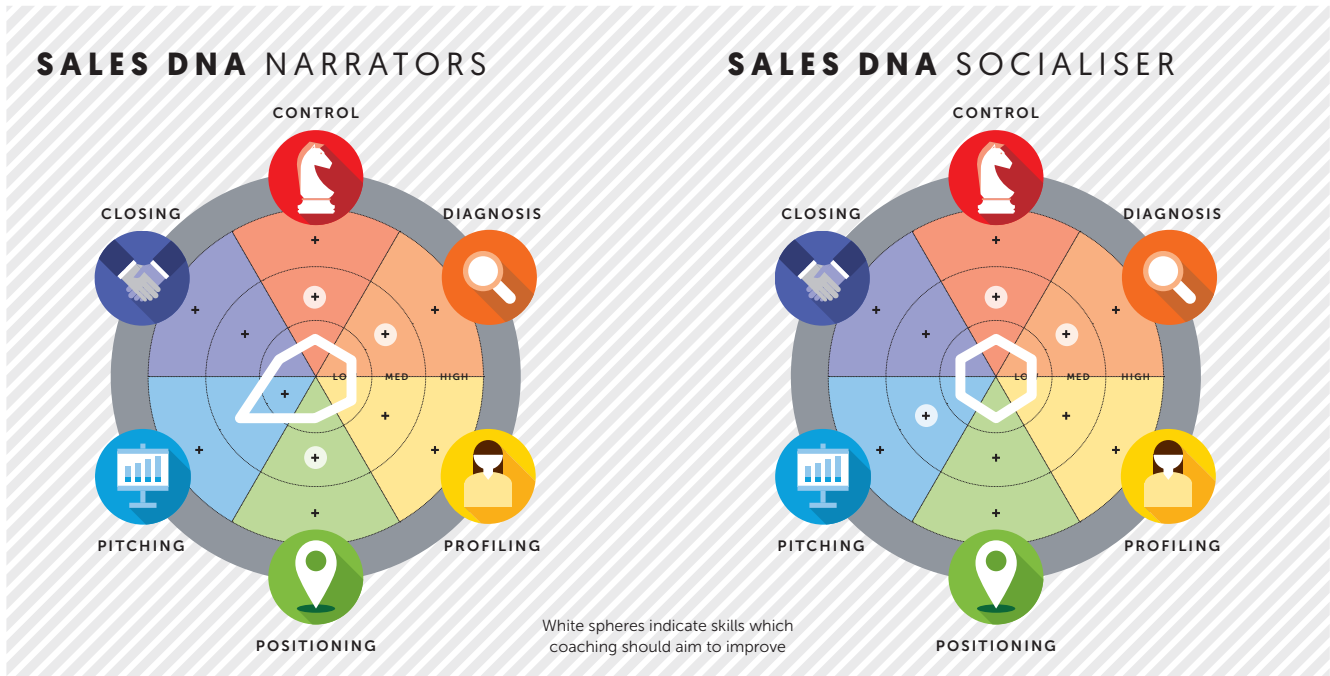 SALES DNA NARRATORS
CONTROL
CLOSING
DIAGNOSIS
LO
MED
HIGH
PITCHING
PROFILING
POSITIONING
SALES DNA SOCIALISER
CONTROL
CLOSING
DIAGNOSIS
LO
MED
HIGH
PITCHING
PROFILING
POSITIONING
White spheres indicate skills which
coaching should aim to improve